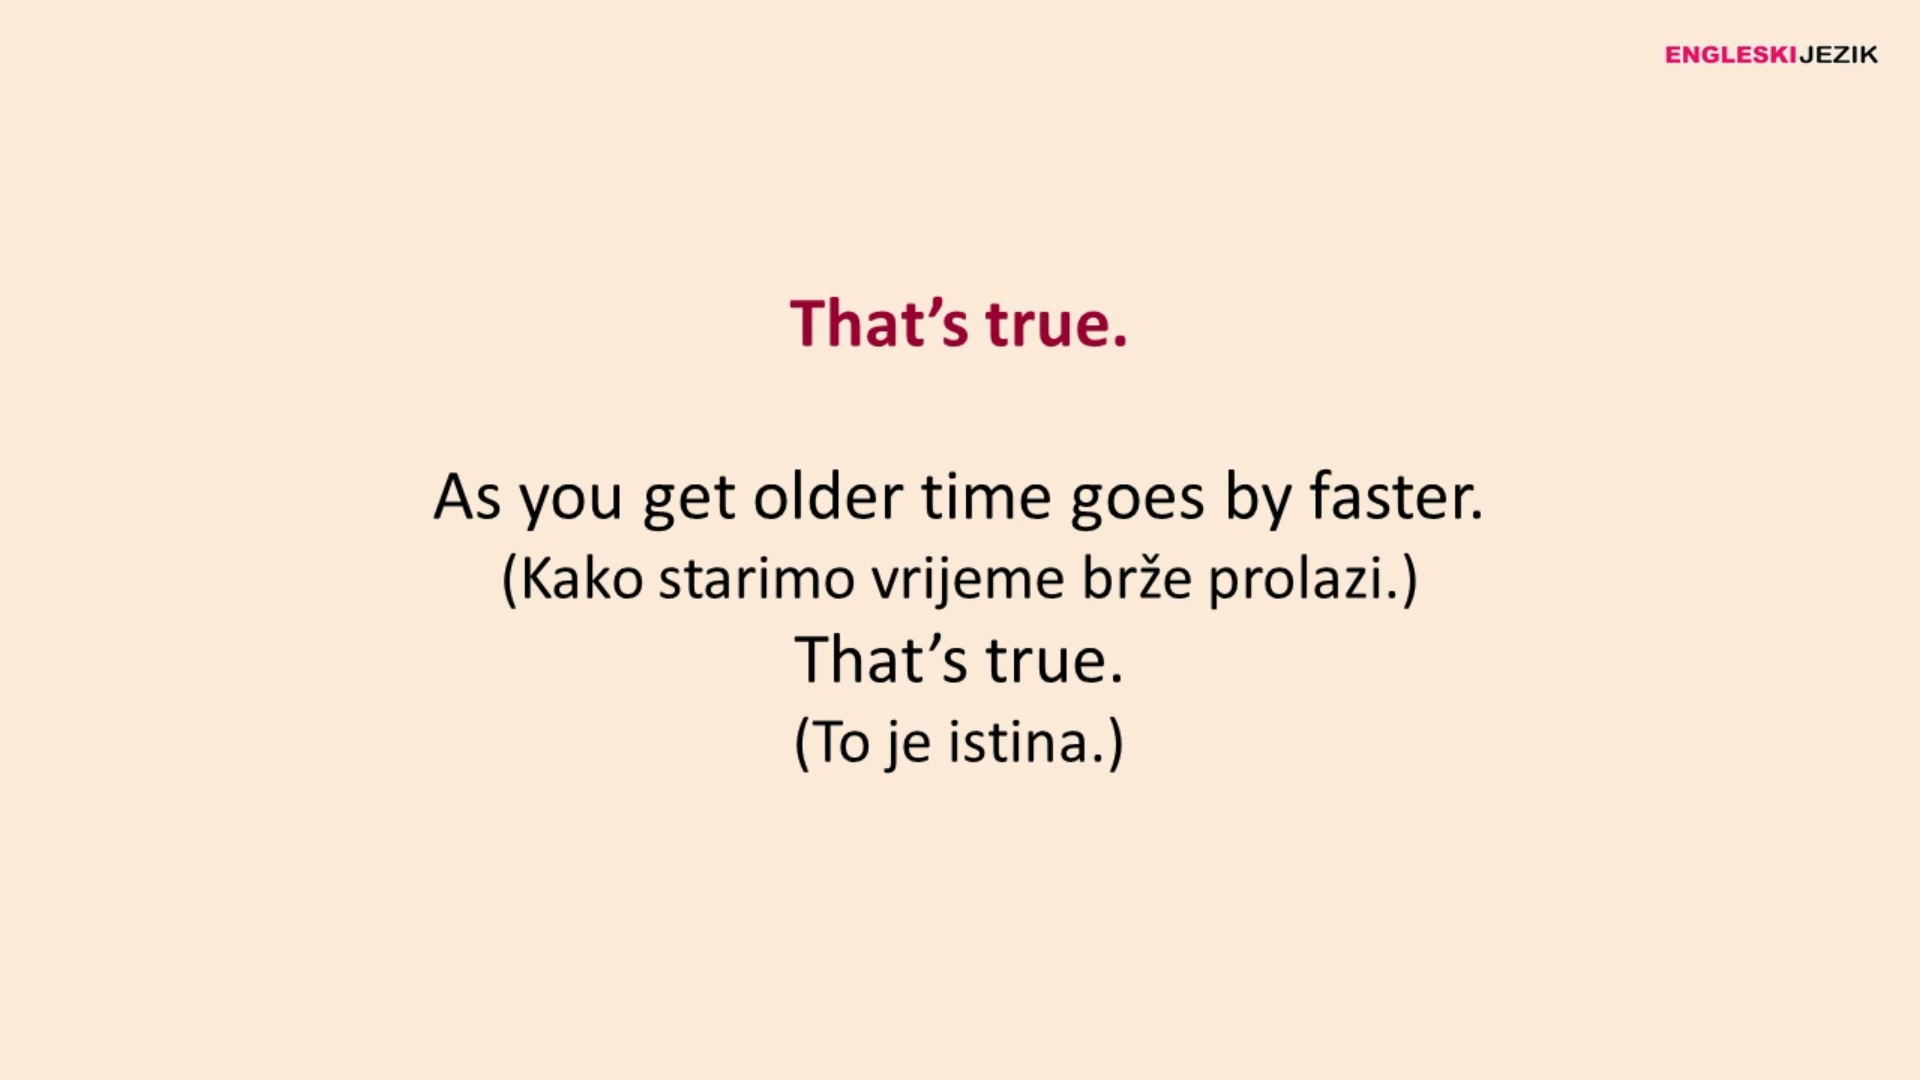 ENGLESKIJEZIK
That’s true.
As you get older time goes by faster.
(Kako starimo vrijeme brže prolazi.)
That’s true.
(To je istina.)